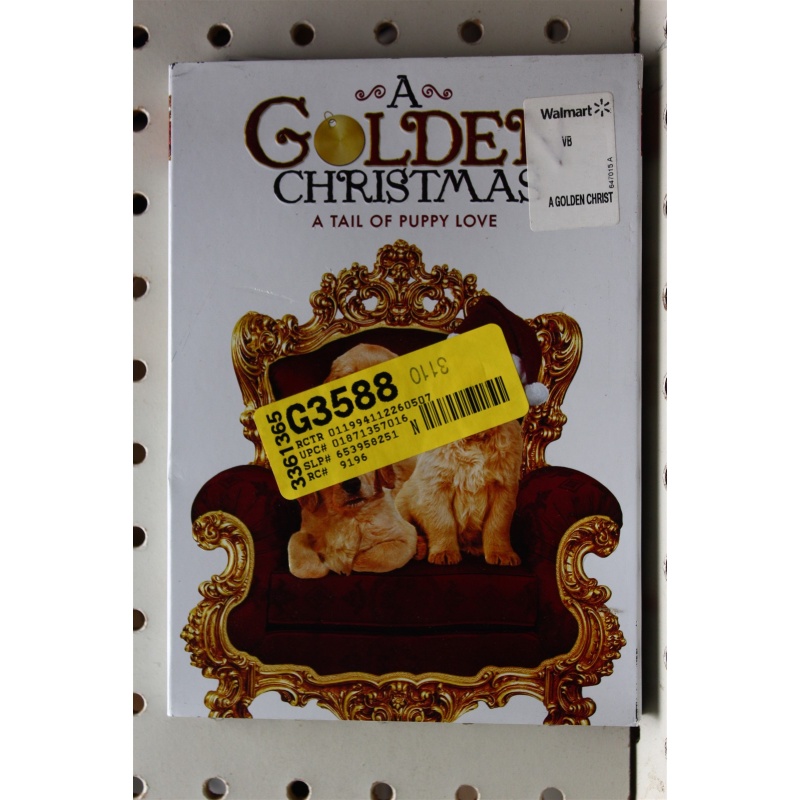 A
GOLDEN
CHRISTMAS
A TAIL OF PUPPY LOVE
Walmart
VB
647015 A
A GOLDEN CHRIST
3361365
G3588
3110
RCTR 011994112260507
UPC# 01871357016
SLP# 653958251 N
RC# 9196